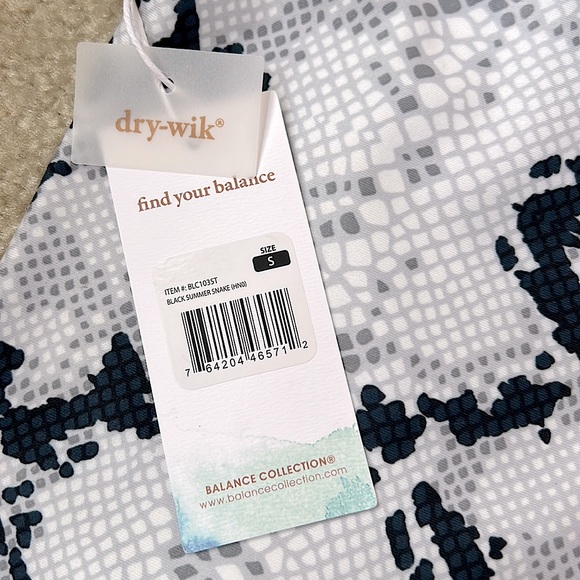 dry-wik®
find your balance
SIZE
S
ITEM #: BLC1035T
BLACK SUMMER SNAKE (HN0)
7 64204 46571 2
BALANCE COLLECTION®
www.balancecollection.com